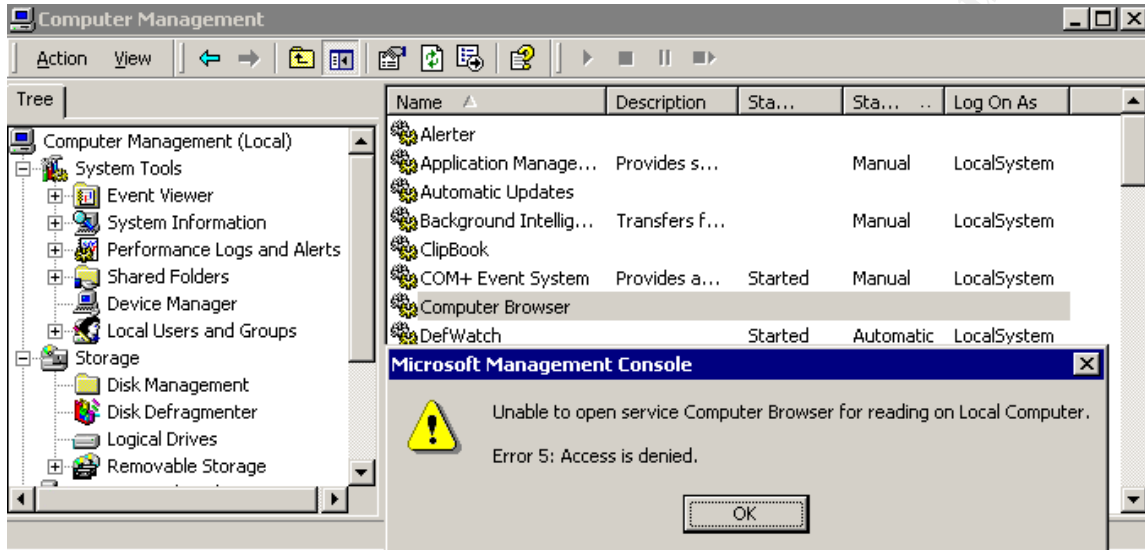 Computer Management
Action View
Tree
Name Description Sta... Sta... .. Log On As
Computer Management (Local)
System Tools
Event Viewer
System Information
Performance Logs and Alerts
Shared Folders
Device Manager
Local Users and Groups
Storage
Disk Management
Disk Defragmenter
Logical Drives
Removable Storage
Alerter
Application Manage... Provides s... Manual LocalSystem
Automatic Updates
Background Intellig... Transfers f... Manual LocalSystem
ClipBook
COM+ Event System Provides a... Started Manual LocalSystem
Computer Browser
DefWatch Started Automatic LocalSystem
Microsoft Management Console
Unable to open service Computer Browser for reading on Local Computer.
Error 5: Access is denied.
OK